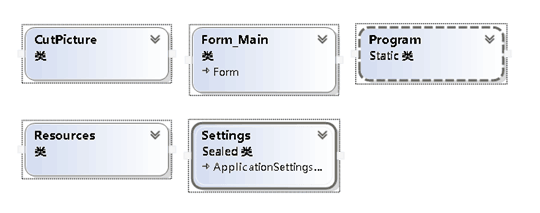 CutPicture
类
Form_Main
类
Form
Program
Static 类
Resources
类
Settings
Sealed 类
ApplicationSettings...